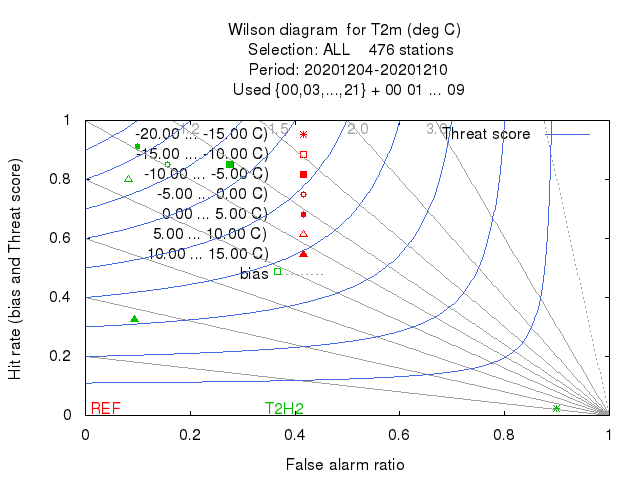 Wilson diagram  for T2m (deg C)
Selection: ALL    476 stations
Period: 20201204-20201210
Used {00,03,...,21} + 00 01 ... 09
Hit rate (bias and Threat score)
1
0.8
0.6
0.4
0.2
0
1.2
1.5
2.0
3.0
Threat score
-20.00 ... -15.00 C)
-15.00 ... -10.00 C)
-10.00 ... -5.00 C)
-5.00 ... 0.00 C)
0.00 ... 5.00 C)
5.00 ... 10.00 C)
10.00 ... 15.00 C)
bias
REF
T2H2
0 0.2 0.4 0.6 0.8 1
False alarm ratio